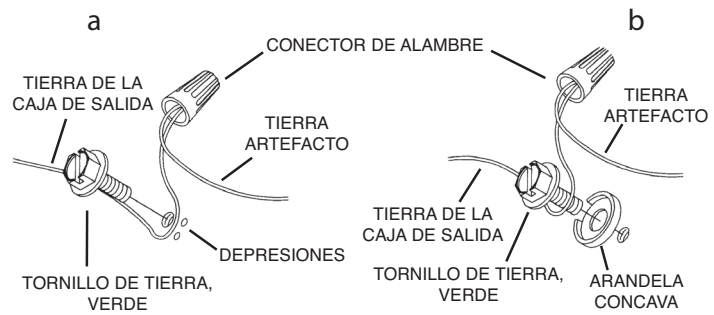 a
b
CONECTOR DE ALAMBRE
TIERRA DE LA
CAJA DE SALIDA
TIERRA
ARTEFACTO
DEPRESIONES
TORNILLO DE TIERRA,
VERDE
TIERRA
ARTEFACTO
TIERRA DE LA
CAJA DE SALIDA
TORNILLO DE TIERRA,
VERDE
ARANDELA
CONCAVA